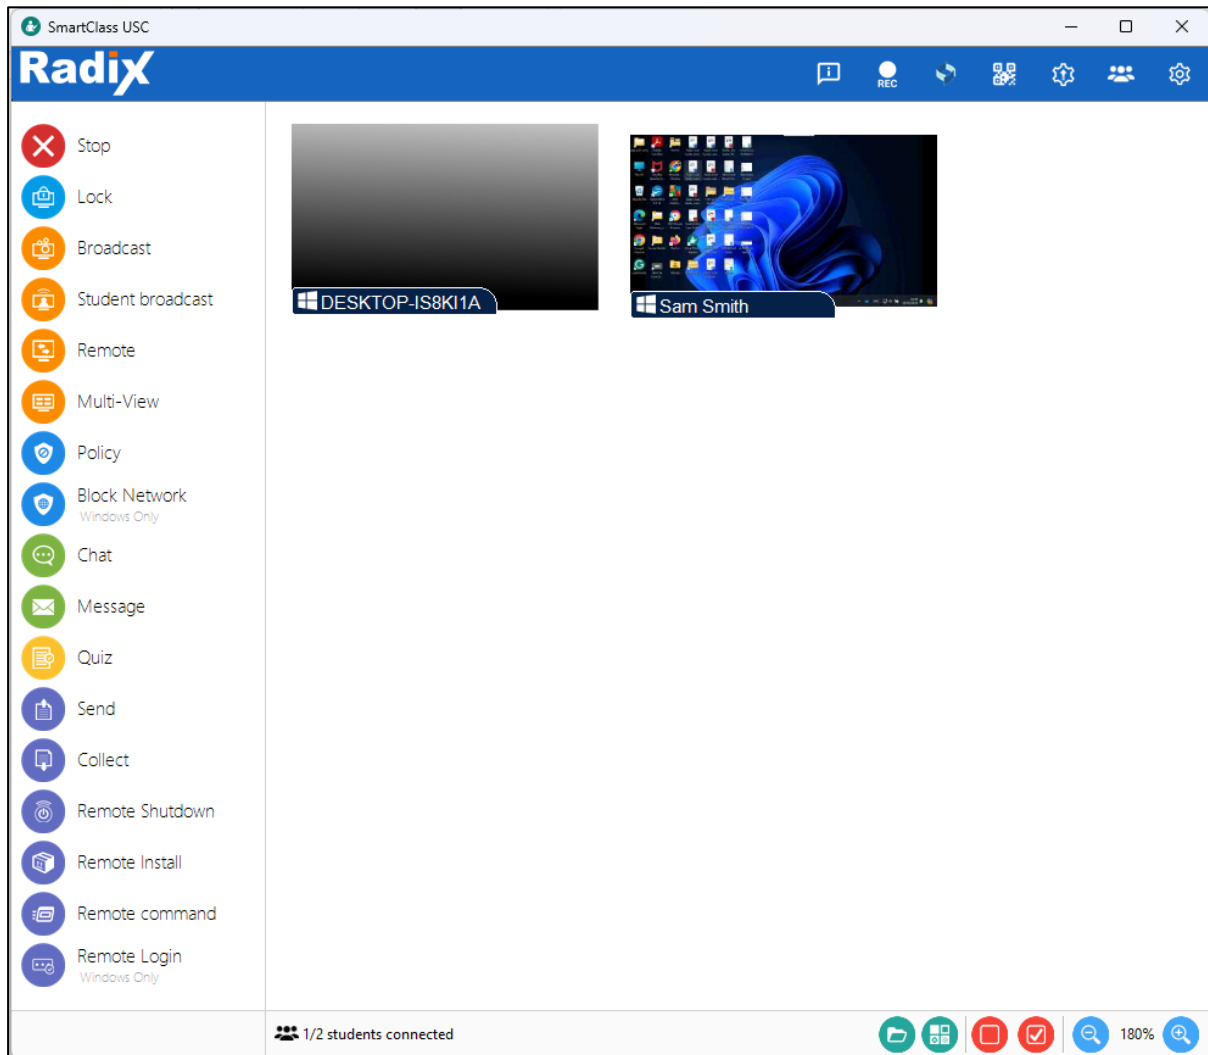 SmartClass USC
Radix
REC
Stop
Lock
Broadcast
Student broadcast
Remote
Multi-View
Policy
Block Network
Windows Only
Chat
Message
Quiz
Send
Collect
Remote Shutdown
Remote Install
Remote command
Remote Login
Windows Only
DESKTOP-IS8KI1A
Sam Smith
1/2 students connected
180%